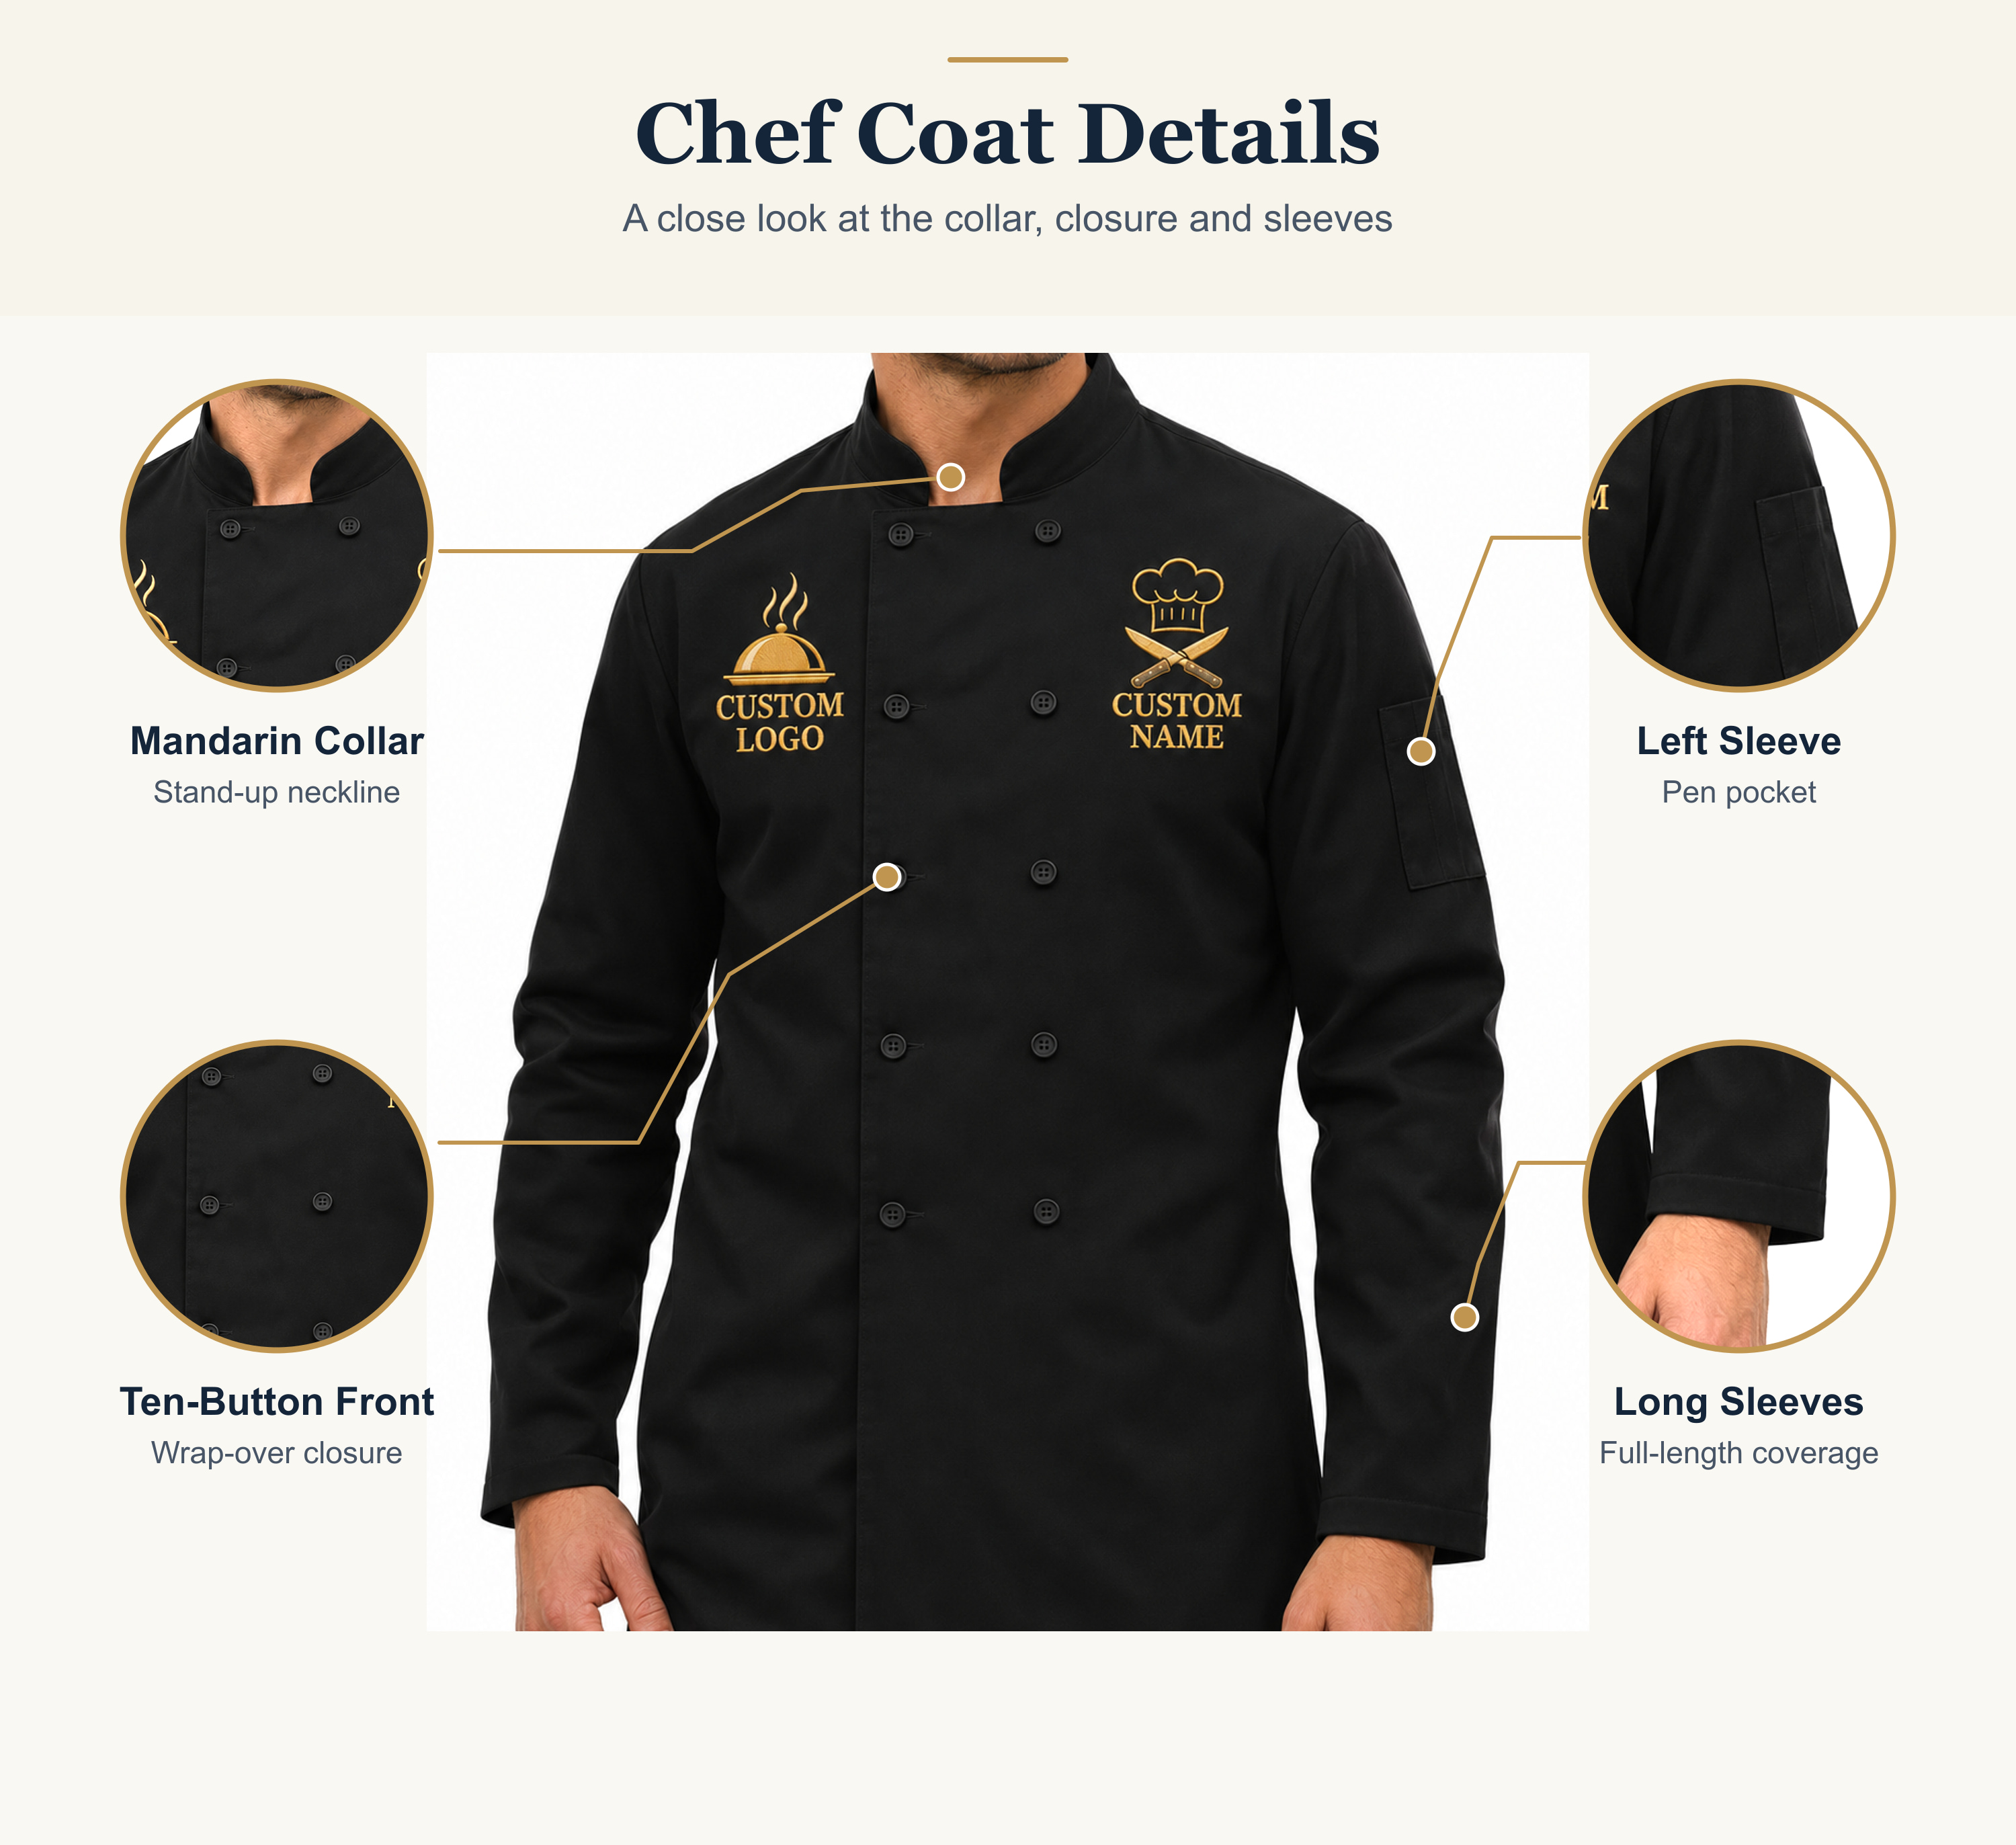 Chef Coat Details
A close look at the collar, closure and sleeves
CUSTOM
LOGO
CUSTOM
NAME
M
Mandarin Collar
Stand-up neckline
Left Sleeve
Pen pocket
Ten-Button Front
Wrap-over closure
Long Sleeves
Full-length coverage